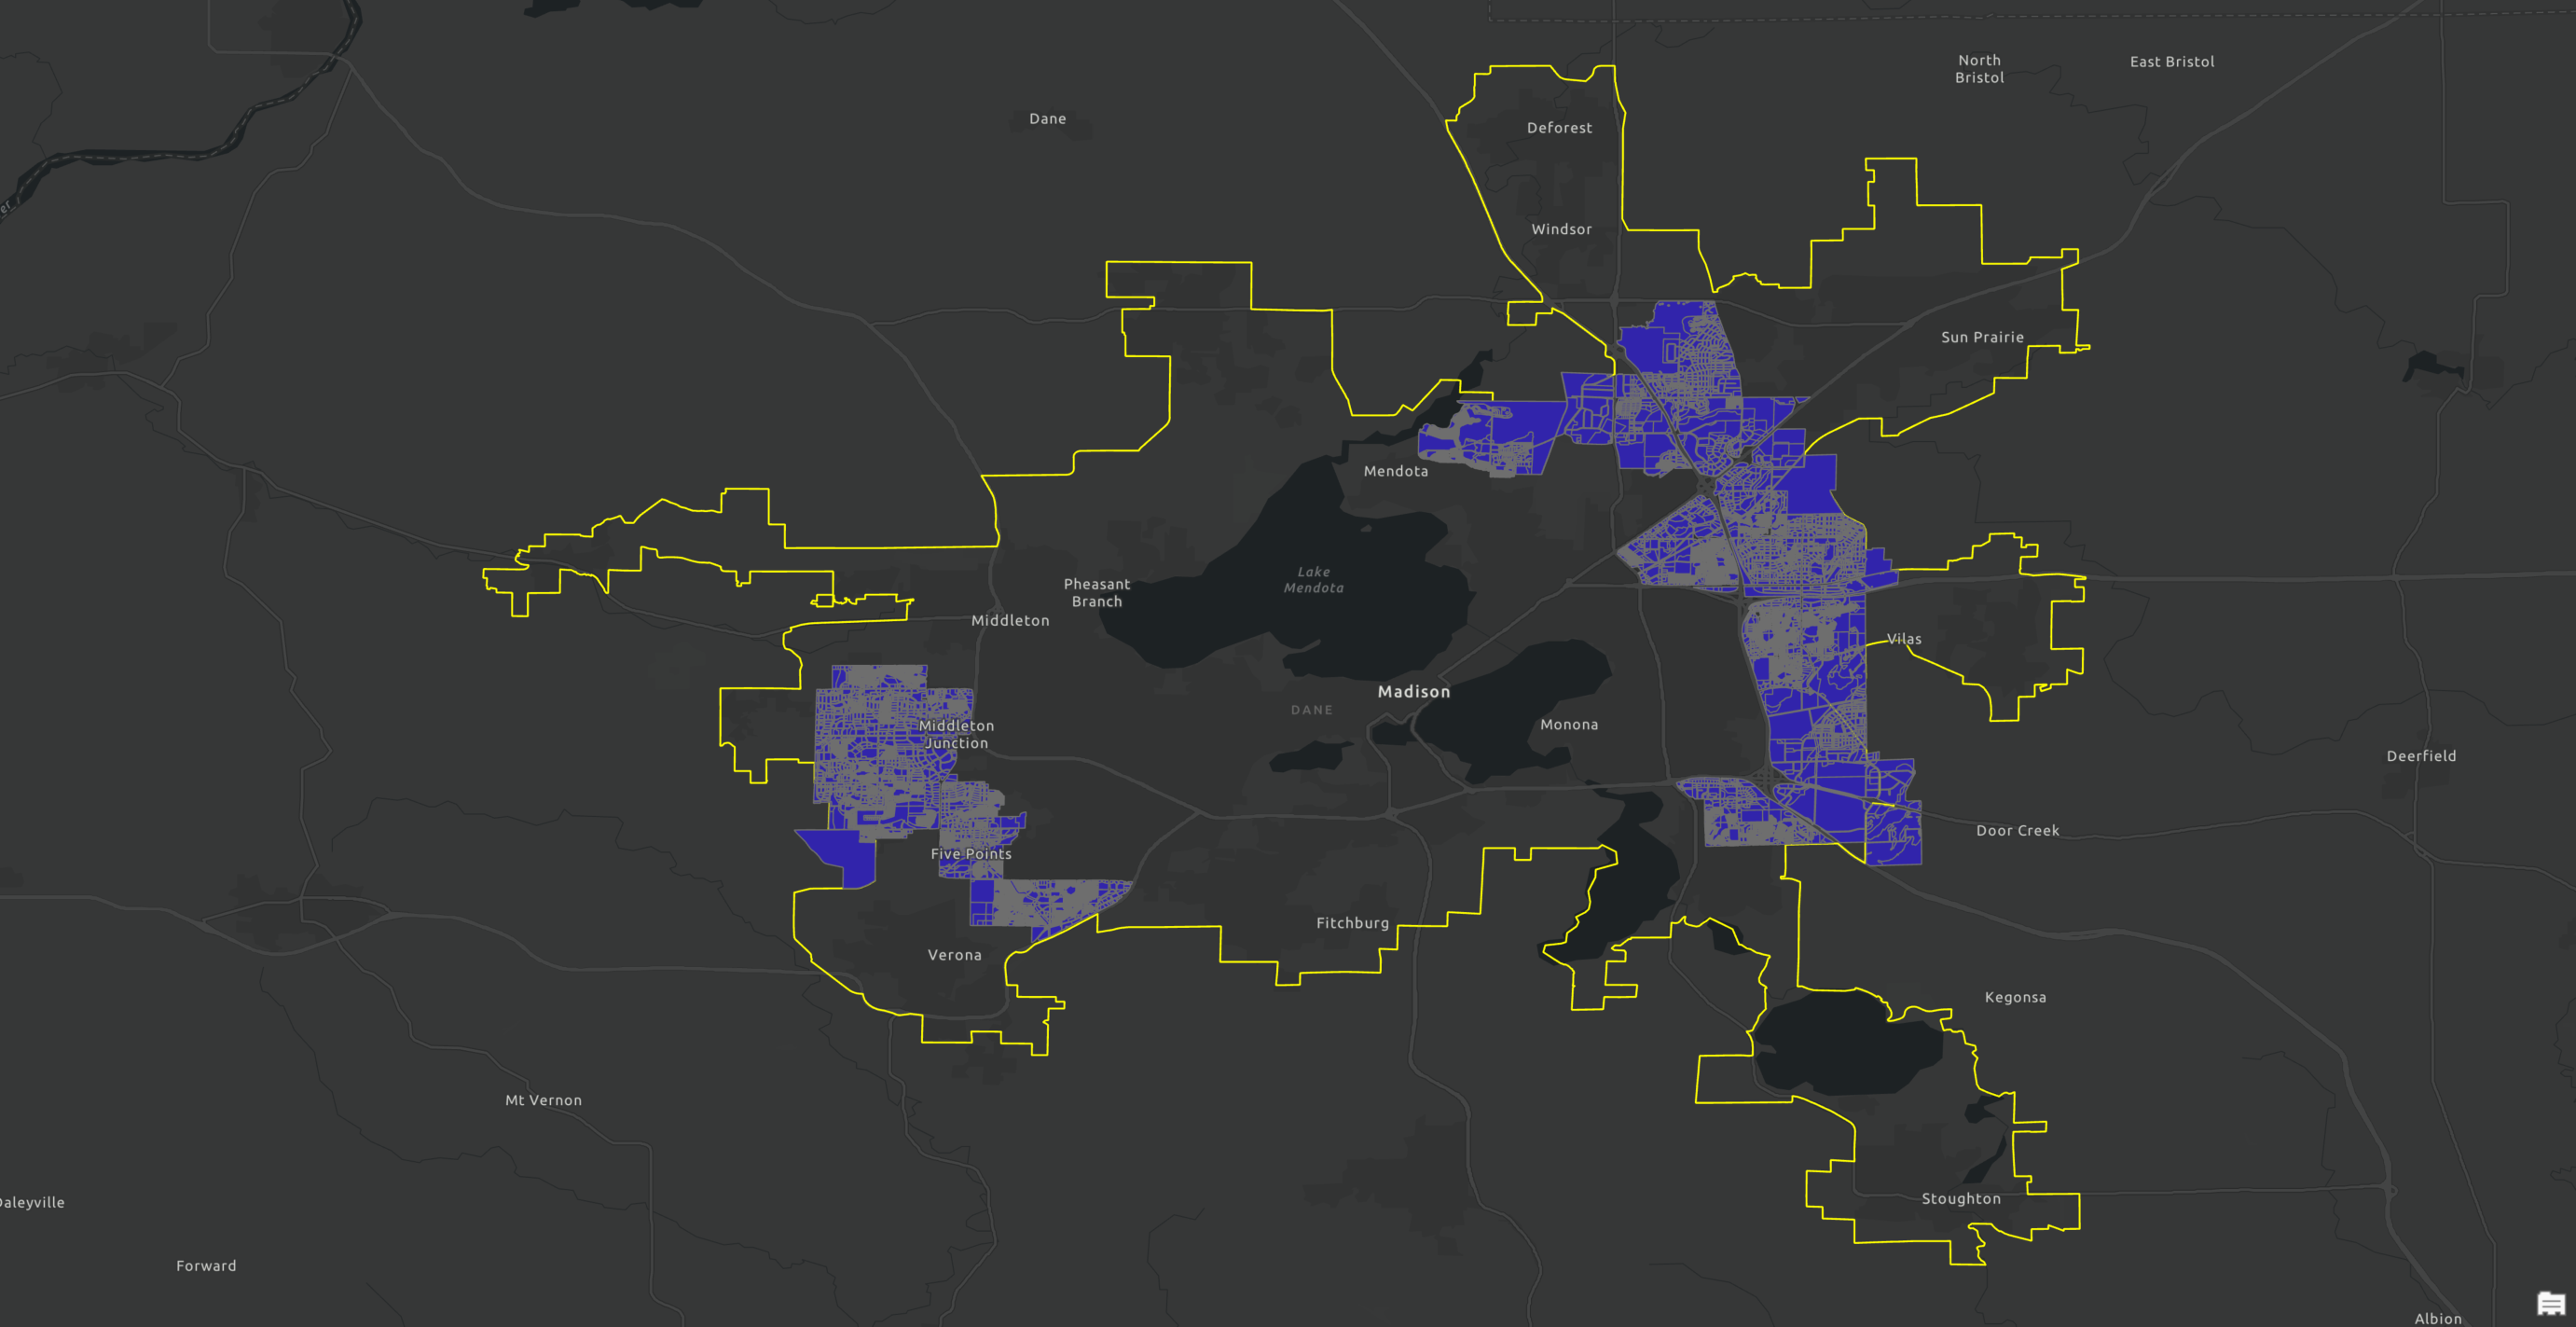 North
Bristol
East Bristol
Dane
Deforest
Windsor
Sun Prairie
Mendota
Lake
Mendota
Pheasant
Branch
Middleton
Vilas
Madison
DANE
Monona
Middleton
Junction
Deerfield
Door Creek
Five Points
Fitchburg
Verona
Kegonsa
Mt Vernon
Stoughton
Daleyville
Forward
Albion